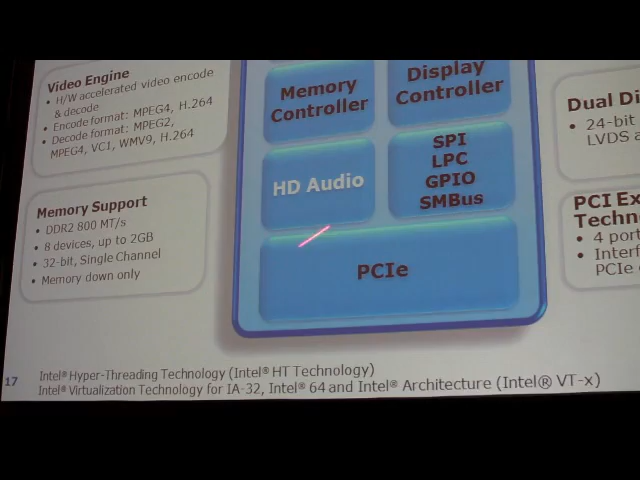 Video Engine
• H/W accelerated video encode
& decode
• Encode format: MPEG4, H.264
• Decode format: MPEG2,
MPEG4, VC1, WMV9, H.264
Memory Support
• DDR2 800 MT/s
• 8 devices, up to 2GB
• 32-bit, Single Channel
• Memory down only
Memory
Controller
Display
Controller
HD Audio
SPI
LPC
GPIO
SMBus
PCIe
Dual Di
• 24-bit
LVDS a
PCI Ex
Techn
• 4 port
• Interf
PCIe
17
Intel® Hyper-Threading Technology (Intel® HT Technology)
Intel® Virtualization Technology for IA-32, Intel® 64 and Intel® Architecture (Intel® VT-x)